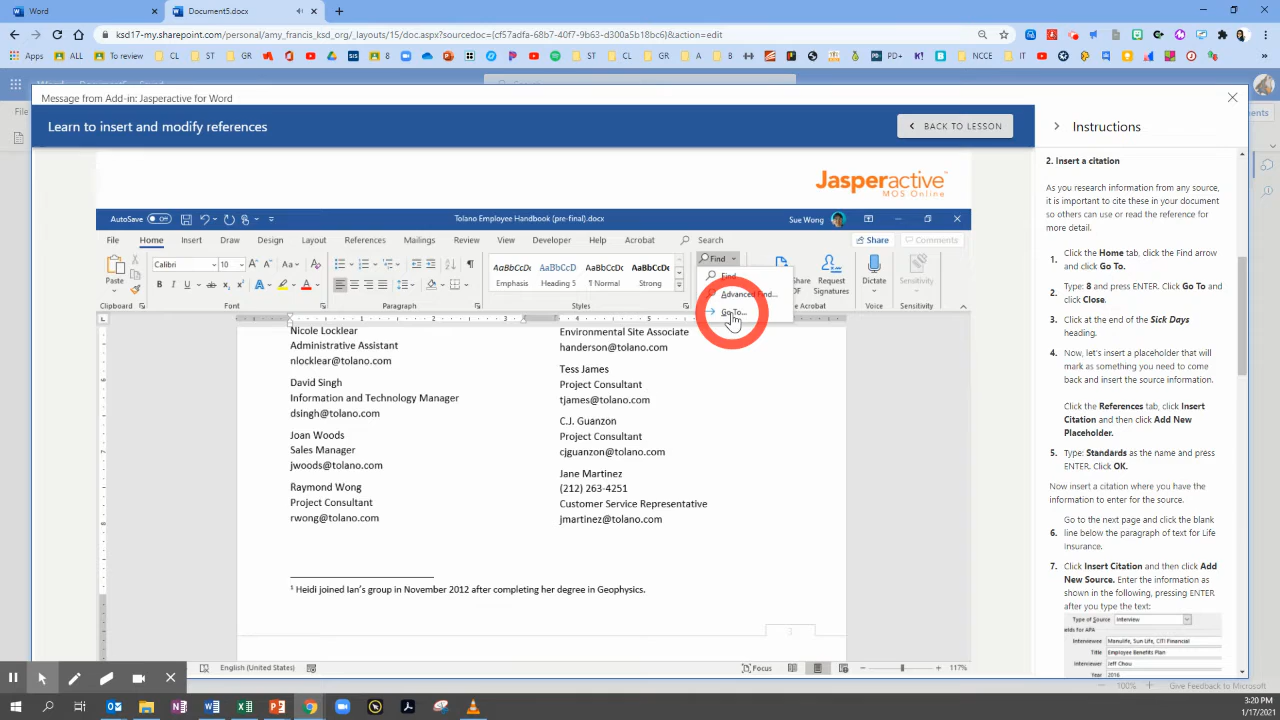 Word
Document.docx
ksd17-my.sharepoint.com/personal/amy_francis_ksd_org/_layouts/15/doc.aspx?sourcedoc={cf57adfa-68b7-40f7-9b63-d300a5b18bc6}&action=edit
Apps ALL CL ST GR A 8 ST CL GR A PD PD+ K NCCE IT
Search
File
Message from Add-in: Jasperactive for Word
Learn to insert and modify references
BACK TO LESSON
Instructions
Jasperactive
MOS Online
AutoSave Off
Tolano Employee Handbook (pre-final).docx
Sue Wong
File Home Insert Draw Design Layout References Mailings Review View Developer Help Acrobat Search
Share Comments
Calibri 10
Find
Paste
AaBbCcD AaBbCcD AaBbCcD AaBbCcD
Emphasis Heading 5 ¶ Normal Strong
Find
Advanced Find...
Go To...
Signatures Dictate Sensitivity
Clipboard Font Paragraph Styles Acrobat Voice Sensitivity
Nicole Locklear
Administrative Assistant
nlocklear@tolano.com
David Singh
Information and Technology Manager
dsingh@tolano.com
Joan Woods
Sales Manager
jwoods@tolano.com
Raymond Wong
Project Consultant
rwong@tolano.com
Environmental Site Associate
handerson@tolano.com
Tess James
Project Consultant
tjames@tolano.com
C.J. Guanzon
Project Consultant
cjguanzon@tolano.com
Jane Martinez
(212) 263-4251
Customer Service Representative
jmartinez@tolano.com
1 Heidi joined Ian's group in November 2012 after completing her degree in Geophysics.
3
English (United States)
Focus
117%
2. Insert a citation
As you research information from any source,
it is important to cite these in your document
so others can use or read the reference for
more detail.
1. Click the Home tab, click the Find arrow
and click Go To.
2. Type: 8 and press ENTER. Click Go To and
click Close.
3. Click at the end of the Sick Days
heading.
4. Now, let's insert a placeholder that will
mark as something you need to come
back and insert the source information.
Click the References tab, click Insert
Citation and then click Add New
Placeholder.
5. Type: Standards as the name and press
ENTER. Click OK.
Now insert a citation where you have the
information to enter for the source.
6. Go to the next page and click the blank
line below the paragraph of text for Life
Insurance.
7. Click Insert Citation and then click Add
New Source. Enter the information as
shown in the following, pressing ENTER
after you type the text:
Type of Source Interview
elds for APA
Interviewee Manulife, Sun Life, CITI Financial
Title Employee Benefits Plan
Interviewer Jeff Chou
Year 2016
100%
Give Feedback to Microsoft
3:20 PM
1/17/2021